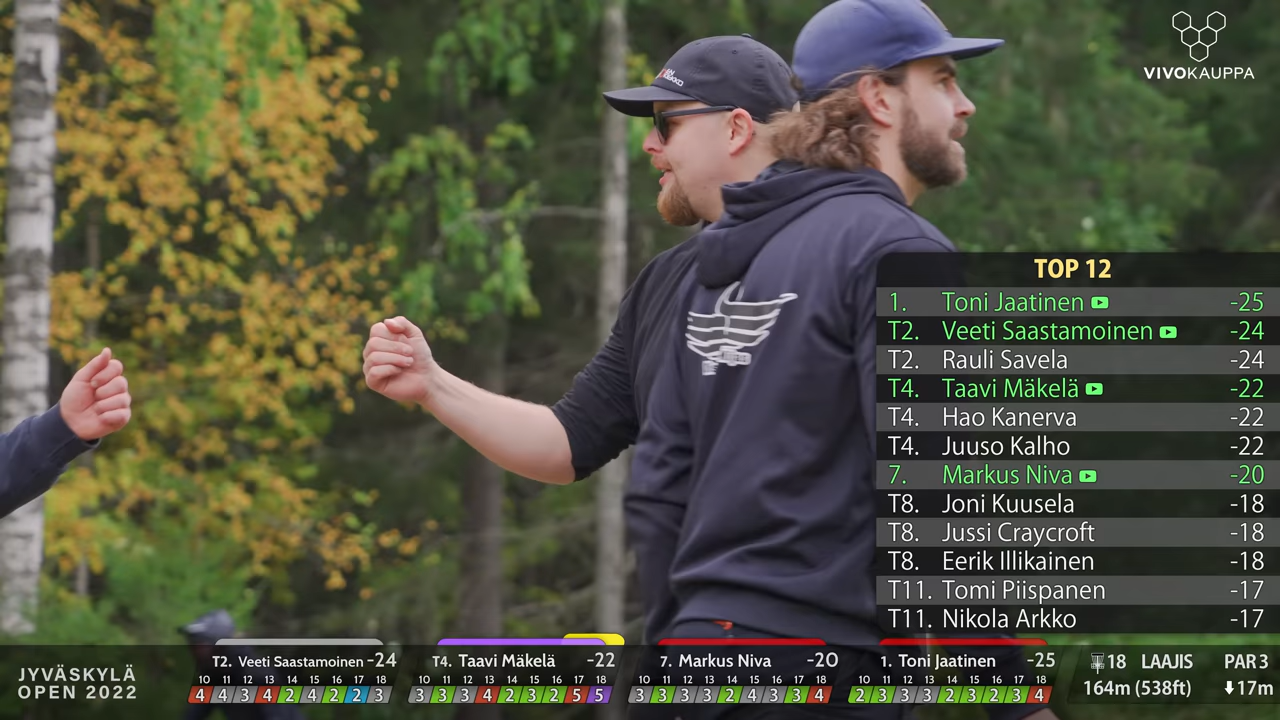 VIVOKAUPPA
TOP 12
1. Toni Jaatinen -25
T2. Veeti Saastamoinen -24
T2. Rauli Savela -24
T4. Taavi Mäkelä -22
T4. Hao Kanerva -22
T4. Juuso Kalho -22
7. Markus Niva -20
T8. Joni Kuusela -18
T8. Jussi Craycroft -18
T8. Eerik Illikainen -18
T11. Tomi Piispanen -17
T11. Nikola Arkko -17
JYVÄSKYLÄ
OPEN 2022
T2. Veeti Saastamoinen -24
10 11 12 13 14 15 16 17 18
4 4 3 4 2 4 2 2 3
T4. Taavi Mäkelä -22
10 11 12 13 14 15 16 17 18
3 3 3 4 2 3 2 5 5
7. Markus Niva -20
10 11 12 13 14 15 16 17 18
3 3 3 3 2 4 3 3 4
1. Toni Jaatinen -25
10 11 12 13 14 15 16 17 18
2 3 3 3 2 3 2 3 4
18 LAAJIS PAR 3
164m (538ft) 17m